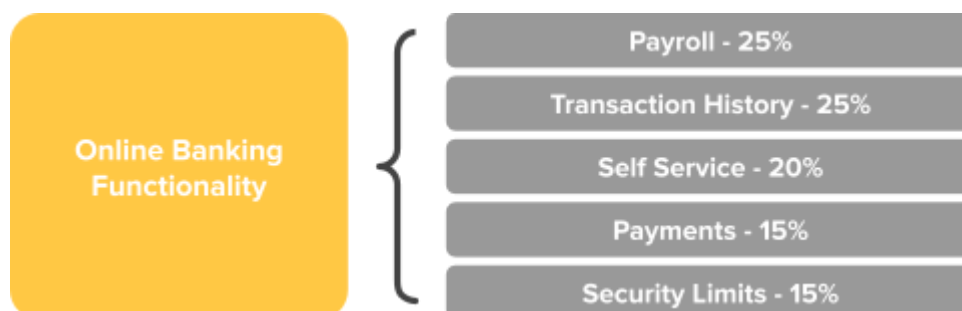 Online Banking
Functionality
Payroll - 25%
Transaction History - 25%
Self Service - 20%
Payments - 15%
Security Limits - 15%